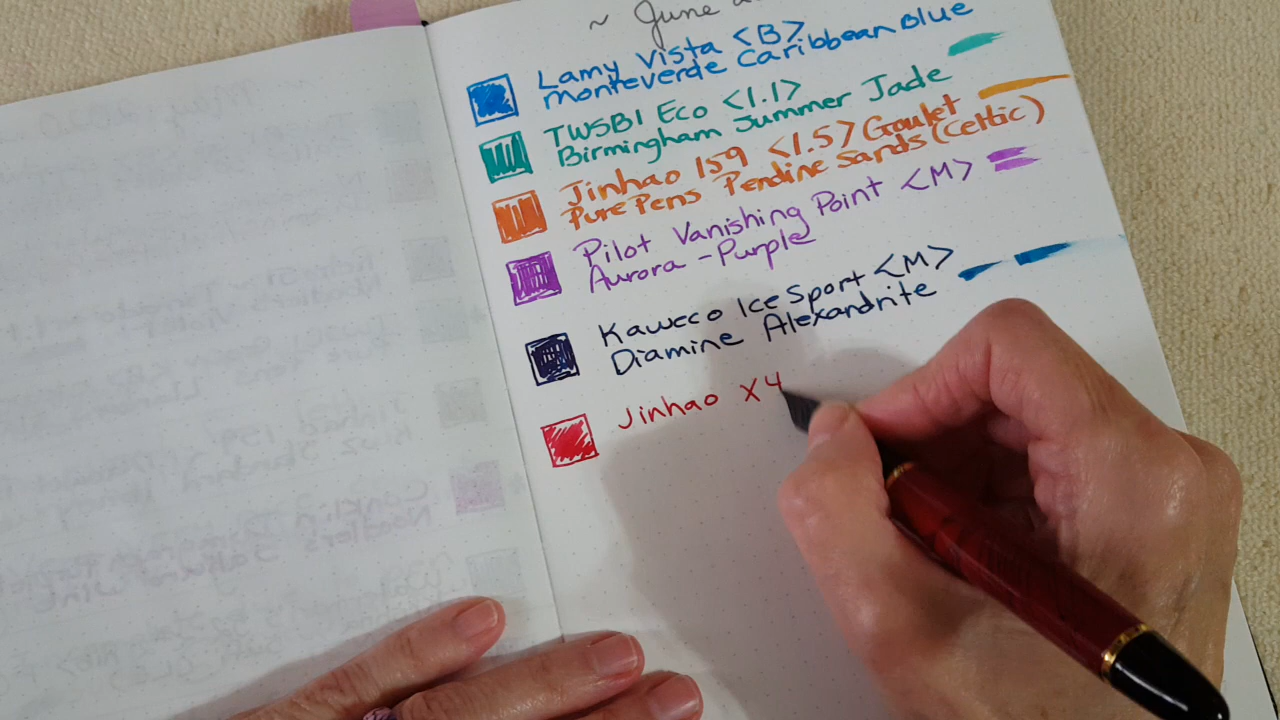 ~ June
Lamy Vista <B>
Monteverde Caribbean Blue
TWSBI Eco <1.1>
Birmingham Summer Jade
Jinhao 159 <1.5> Goulet
Pure Pens Pendine Sands (Celtic)
Pilot Vanishing Point <M>
Aurora - Purple
Kaweco Ice Sport <M>
Diamine Alexandrite
Jinhao X4